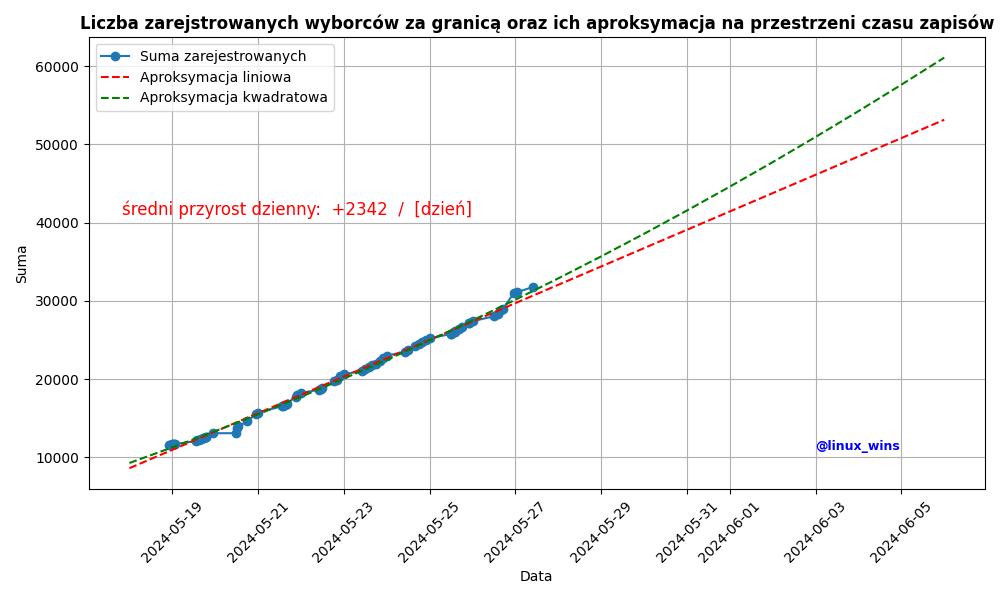 Liczba zarejstrowanych wyborców za granicą oraz ich aproksymacja na przestrzeni czasu zapisów
Suma zarejestrowanych
Aproksymacja liniowa
Aproksymacja kwadratowa
60000
50000
40000
30000
20000
10000
Suma
średni przyrost dzienny: +2342 / [dzień]
@linux_wins
2024-05-19
2024-05-21
2024-05-23
2024-05-25
2024-05-27
2024-05-29
2024-05-31
2024-06-01
2024-06-03
2024-06-05
Data